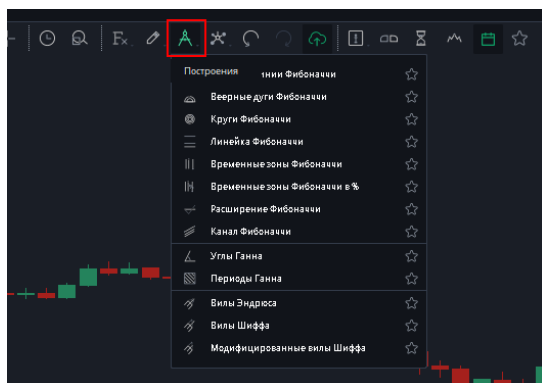 Fx
Построения
нии Фибоначчи
Веерные дуги Фибоначчи
Круги Фибоначчи
Линейка Фибоначчи
Временные зоны Фибоначчи
Временные зоны Фибоначчи в %
Расширение Фибоначчи
Канал Фибоначчи
Углы Ганна
Периоды Ганна
Вилы Эндрюса
Вилы Шиффа
Модифицированные вилы Шиффа